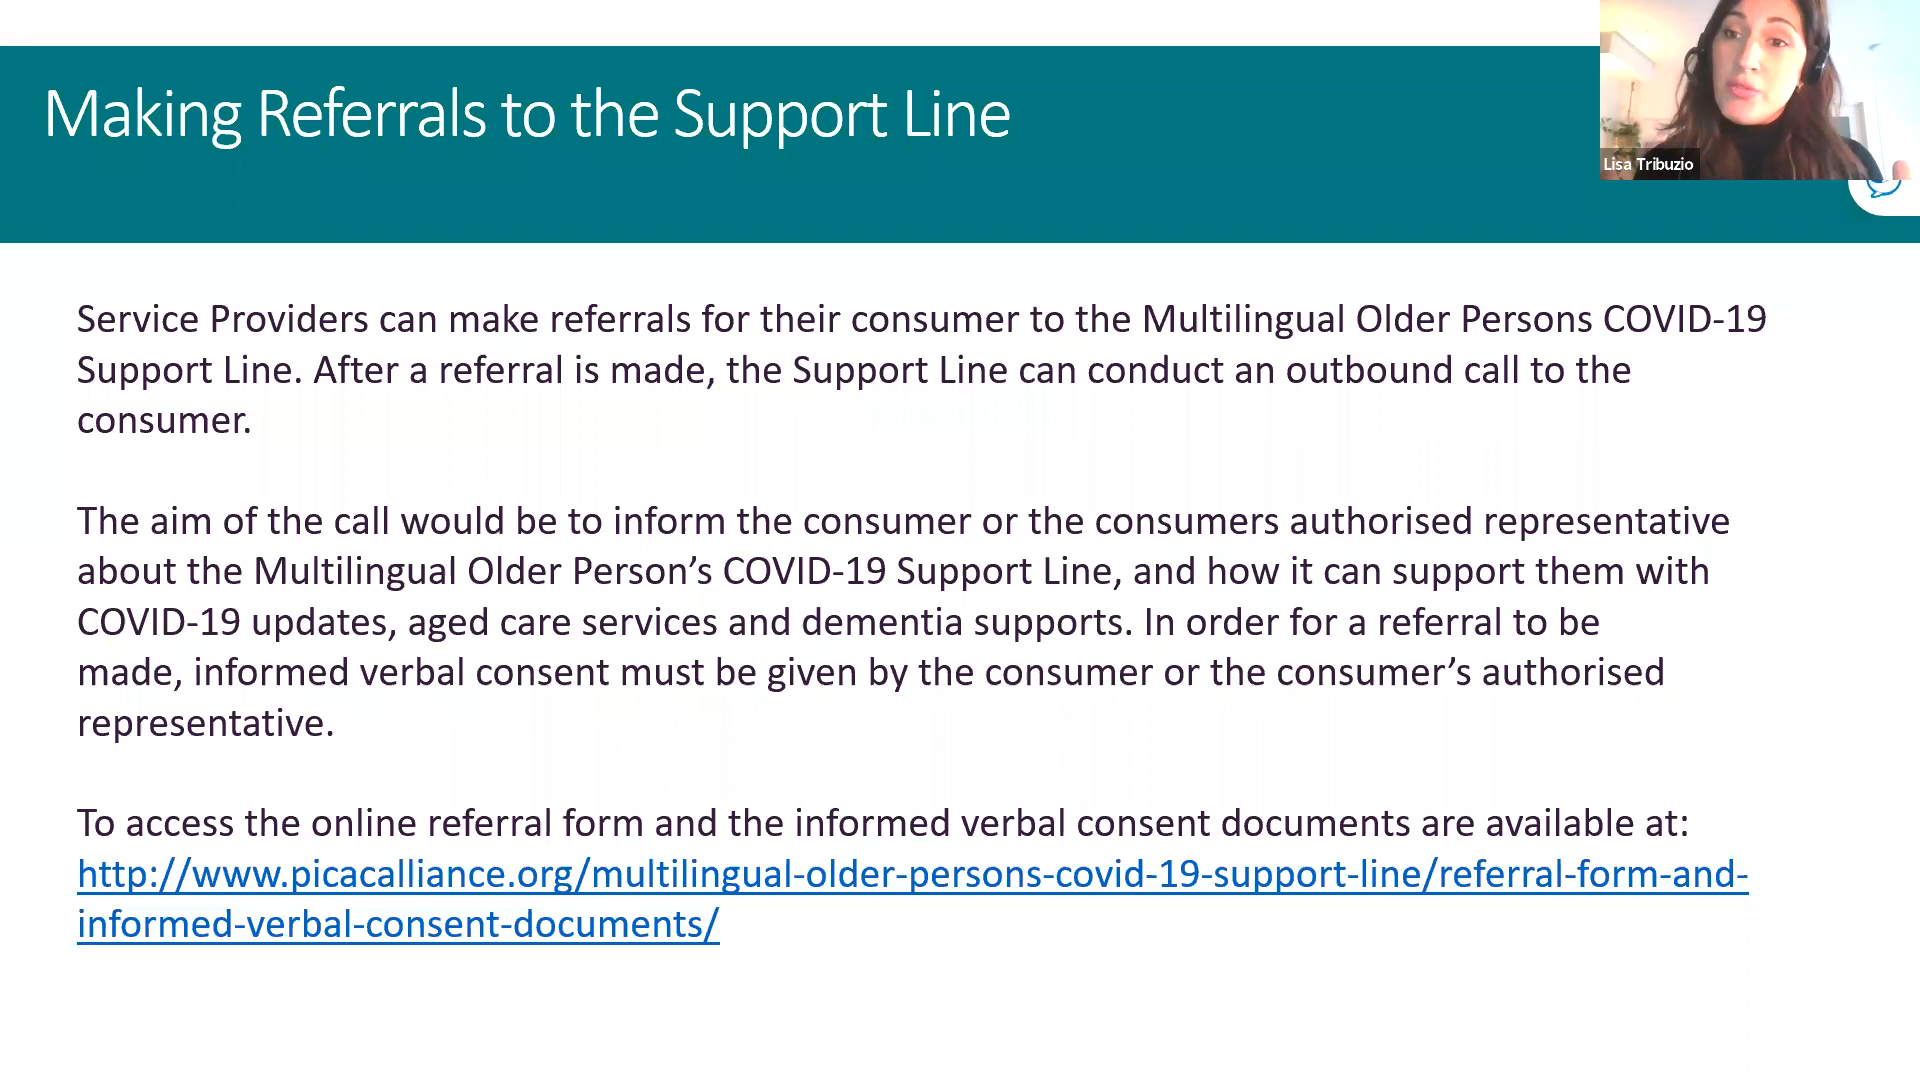 Making Referrals to the Support Line
Lisa Tribuzio
Service Providers can make referrals for their consumer to the Multilingual Older Persons COVID-19
Support Line. After a referral is made, the Support Line can conduct an outbound call to the
consumer.
The aim of the call would be to inform the consumer or the consumers authorised representative
about the Multilingual Older Person’s COVID-19 Support Line, and how it can support them with
COVID-19 updates, aged care services and dementia supports. In order for a referral to be
made, informed verbal consent must be given by the consumer or the consumer’s authorised
representative.
To access the online referral form and the informed verbal consent documents are available at:
http://www.picacalliance.org/multilingual-older-persons-covid-19-support-line/referral-form-and-
informed-verbal-consent-documents/